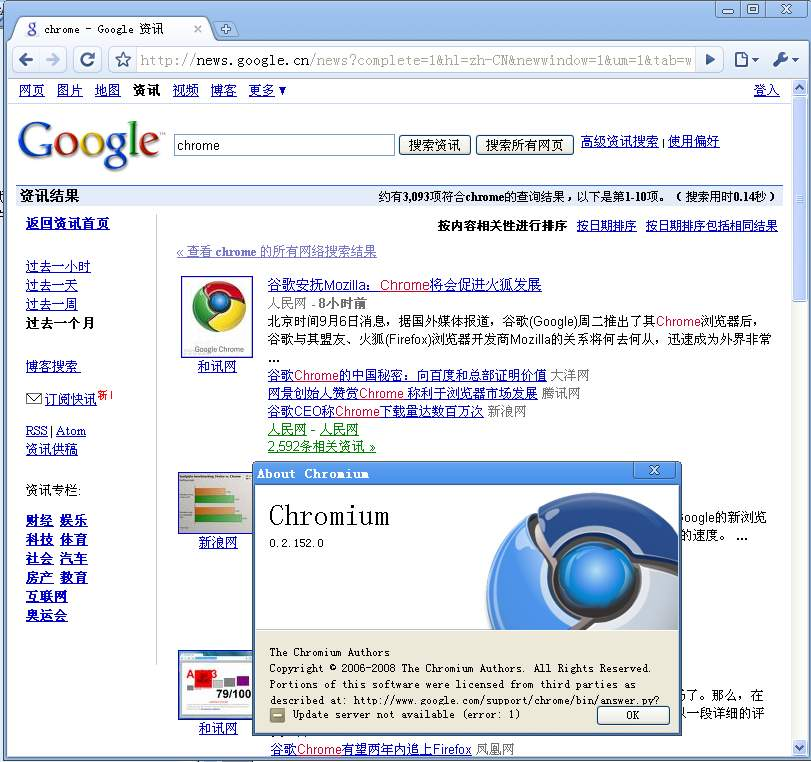 chrome - Google 资讯
http://news.google.cn/news?complete=1&hl=zh-CN&newwindow=1&um=1&tab=w
网页 图片 地图 资讯 视频 博客 更多 ▼ 登入
Google™ chrome 搜索资讯 搜索所有网页 高级资讯搜索 | 使用偏好
资讯结果 约有3,093项符合chrome的查询结果，以下是第1-10项。（搜索用时0.14秒）
返回资讯首页
按内容相关性进行排序 按日期排序 按日期排序包括相同结果
« 查看 chrome 的所有网络搜索结果
过去一小时
过去一天
过去一周
过去一个月
博客搜索
订阅快讯新!
RSS | Atom
资讯供稿
资讯专栏:
财经 娱乐
科技 体育
社会 汽车
房产 教育
互联网
奥运会
Google Chrome
和讯网
谷歌安抚Mozilla：Chrome将会促进火狐发展
人民网 - 8小时前
北京时间9月6日消息，据国外媒体报道，谷歌(Google)周二推出了其Chrome浏览器后，
谷歌与其盟友、火狐(Firefox)浏览器开发商Mozilla的关系将何去何从，迅速成为外界非常
...
谷歌Chrome的中国秘密：向百度和总部证明价值 大洋网
网景创始人赞赏Chrome 称利于浏览器市场发展 腾讯网
谷歌CEO称Chrome下载量达数百万次 新浪网
人民网 - 人民网
2,592条相关资讯 »
新浪网
Google的新浏览
的速度。 ...
79/100
和讯网
了。那么，在
以一段详细的评
谷歌Chrome有望两年内追上Firefox 凤凰网
About Chromium
Chromium
0.2.152.0
The Chromium Authors
Copyright © 2006-2008 The Chromium Authors. All Rights Reserved.
Portions of this software were licensed from third parties as
described at: http://www.google.com/support/chrome/bin/answer.py?
Update server not available (error: 1)
OK